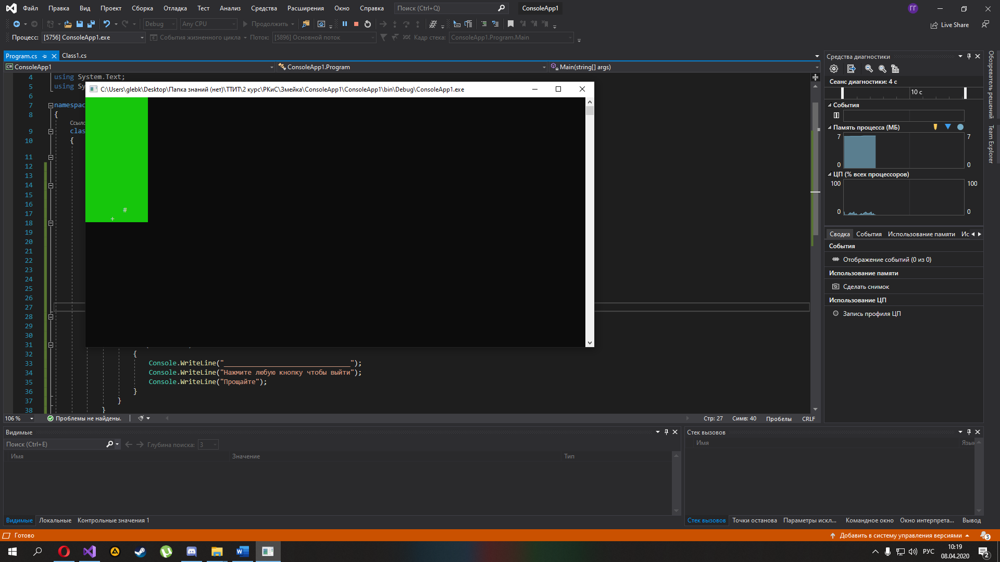 Файл Правка Вид Проект Сборка Отладка Тест Анализ Средства Расширения Окно Справка Поиск (Ctrl+Q) ConsoleApp1 ГГ
Debug Any CPU Продолжить Live Share
Процесс: [5756] ConsoleApp1.exe События жизненного цикла Поток: [5896] Основной поток Кадр стека: ConsoleApp1.Program.Main
Program.cs Class1.cs
ConsoleApp1 ConsoleApp1.Program Main(string[] args)
4 using System.Text;
5 using Sy
C:\Users\glebk\Desktop\Папка знаний (нет)\ТПИТ\2 курс\РКиС\Змейка\ConsoleApp1\ConsoleApp1\bin\Debug\ConsoleApp1.exe
6
7 namespac
8 {
Ссыло
9 clas
10 {
11
12
13
14
15
16
17
18
19
20
21
22
23
24
25
26
27
28
29
30
31
#
+
32 {
33 Console.WriteLine("________________________________");
34 Console.WriteLine("Нажмите любую кнопку чтобы выйти");
35 Console.WriteLine("Прощайте");
36 }
37 }
38 }
106 % Проблемы не найдены. Стр: 27 Симв: 40 Пробелы CRLF
Средства диагностики
Сеанс диагностики: 4 с
10 с
События
Память процесса (МБ)
7 7
0 0
ЦП (% всех процессоров)
100 100
0 0
Сводка События Использование памяти Ис
События
Отображение событий (0 из 0)
Использование памяти
Сделать снимок
Использование ЦП
Запись профиля ЦП
Обозреватель решений
Team Explorer
Видимые
Поиск (Ctrl+E) Глубина поиска: 3
Имя Значение Тип
Видимые Локальные Контрольные значения 1
Стек вызовов
Имя Язык
Стек вызовов Точки останова Параметры искл... Командное окно Окно интерпрета... Вывод
Готово Добавить в систему управления версиями 3
РУС 10:19
08.04.2020 2